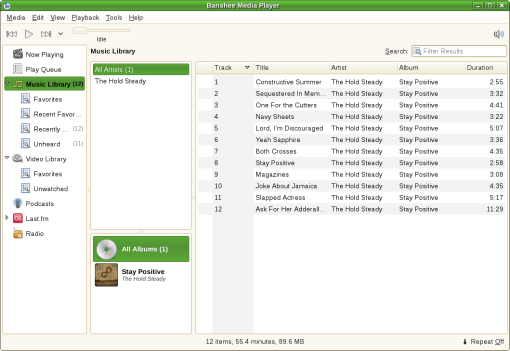 Banshee Media Player
Media Edit View Playback Tools Help
Idle
Now Playing
Play Queue
Music Library (12)
Favorites
Recent Favor...
Recently ... (12)
Unheard (11)
Video Library
Favorites
Unwatched
Podcasts
Last.fm
Radio
Music Library
Search: Filter Results
All Artists (1)
The Hold Steady
All Albums (1)
Stay Positive
The Hold Steady
Track Title Artist Album Duration
1 Constructive Summer The Hold Steady Stay Positive 2:55
2 Sequestered In Mem... The Hold Steady Stay Positive 3:32
3 One For the Cutters The Hold Steady Stay Positive 4:41
4 Navy Sheets The Hold Steady Stay Positive 3:22
5 Lord, I'm Discouraged The Hold Steady Stay Positive 5:07
6 Yeah Sapphire The Hold Steady Stay Positive 3:36
7 Both Crosses The Hold Steady Stay Positive 4:35
8 Stay Positive The Hold Steady Stay Positive 2:58
9 Magazines The Hold Steady Stay Positive 3:08
10 Joke About Jamaica The Hold Steady Stay Positive 4:35
11 Slapped Actress The Hold Steady Stay Positive 5:17
12 Ask For Her Adderall... The Hold Steady Stay Positive 11:29
12 items, 55.4 minutes, 89.6 MB
Repeat Off